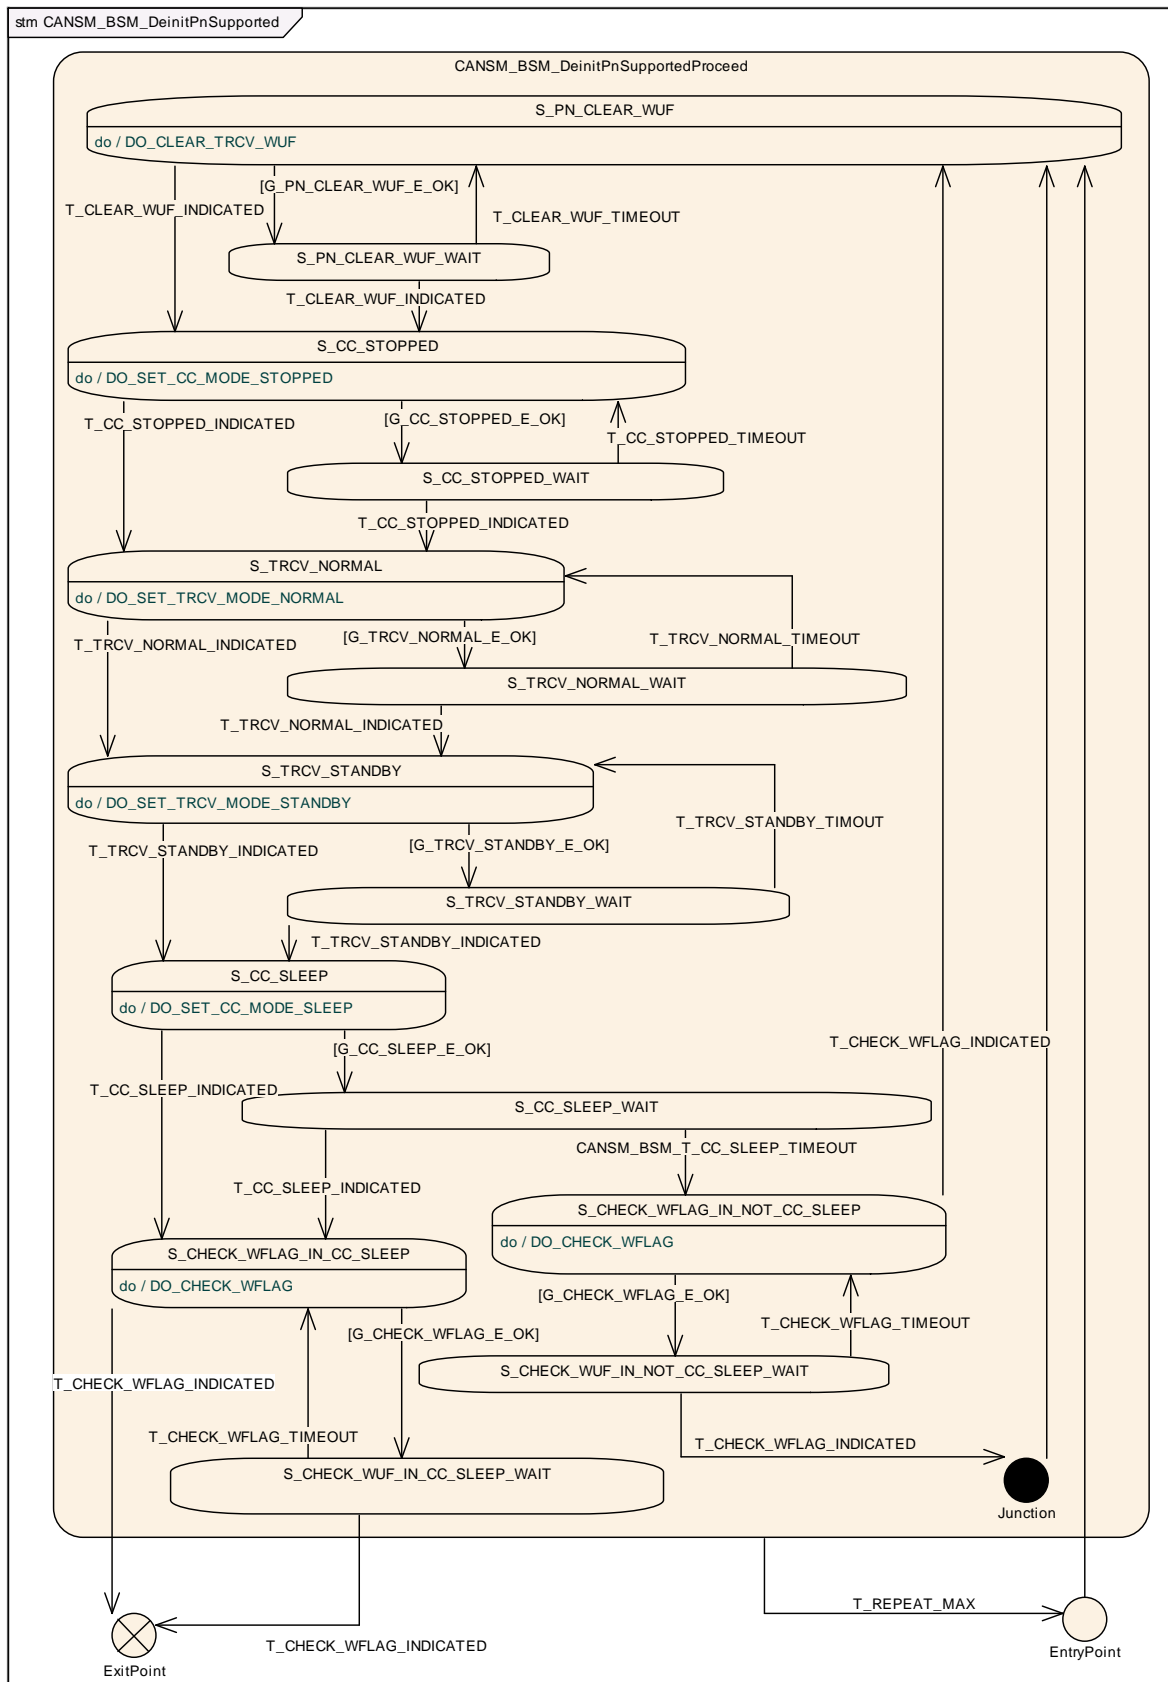 stm CANSM_BSM_DeinitPnSupported
CANSM_BSM_DeinitPnSupportedProceed
S_PN_CLEAR_WUF
do / DO_CLEAR_TRCV_WUF
[G_PN_CLEAR_WUF_E_OK]
T_CLEAR_WUF_INDICATED
T_CLEAR_WUF_TIMEOUT
S_PN_CLEAR_WUF_WAIT
T_CLEAR_WUF_INDICATED
S_CC_STOPPED
do / DO_SET_CC_MODE_STOPPED
[G_CC_STOPPED_E_OK]
T_CC_STOPPED_INDICATED
T_CC_STOPPED_TIMEOUT
S_CC_STOPPED_WAIT
T_CC_STOPPED_INDICATED
S_TRCV_NORMAL
do / DO_SET_TRCV_MODE_NORMAL
[G_TRCV_NORMAL_E_OK]
T_TRCV_NORMAL_INDICATED
T_TRCV_NORMAL_TIMEOUT
S_TRCV_NORMAL_WAIT
T_TRCV_NORMAL_INDICATED
S_TRCV_STANDBY
do / DO_SET_TRCV_MODE_STANDBY
T_TRCV_STANDBY_TIMOUT
[G_TRCV_STANDBY_E_OK]
T_TRCV_STANDBY_INDICATED
S_TRCV_STANDBY_WAIT
T_TRCV_STANDBY_INDICATED
S_CC_SLEEP
do / DO_SET_CC_MODE_SLEEP
[G_CC_SLEEP_E_OK]
T_CHECK_WFLAG_INDICATED
T_CC_SLEEP_INDICATED
S_CC_SLEEP_WAIT
CANSM_BSM_T_CC_SLEEP_TIMEOUT
T_CC_SLEEP_INDICATED
S_CHECK_WFLAG_IN_NOT_CC_SLEEP
do / DO_CHECK_WFLAG
S_CHECK_WFLAG_IN_CC_SLEEP
do / DO_CHECK_WFLAG
[G_CHECK_WFLAG_E_OK]
T_CHECK_WFLAG_TIMEOUT
[G_CHECK_WFLAG_E_OK]
S_CHECK_WUF_IN_NOT_CC_SLEEP_WAIT
T_CHECK_WFLAG_INDICATED
T_CHECK_WFLAG_TIMEOUT
T_CHECK_WFLAG_INDICATED
S_CHECK_WUF_IN_CC_SLEEP_WAIT
Junction
T_REPEAT_MAX
T_CHECK_WFLAG_INDICATED
EntryPoint
ExitPoint